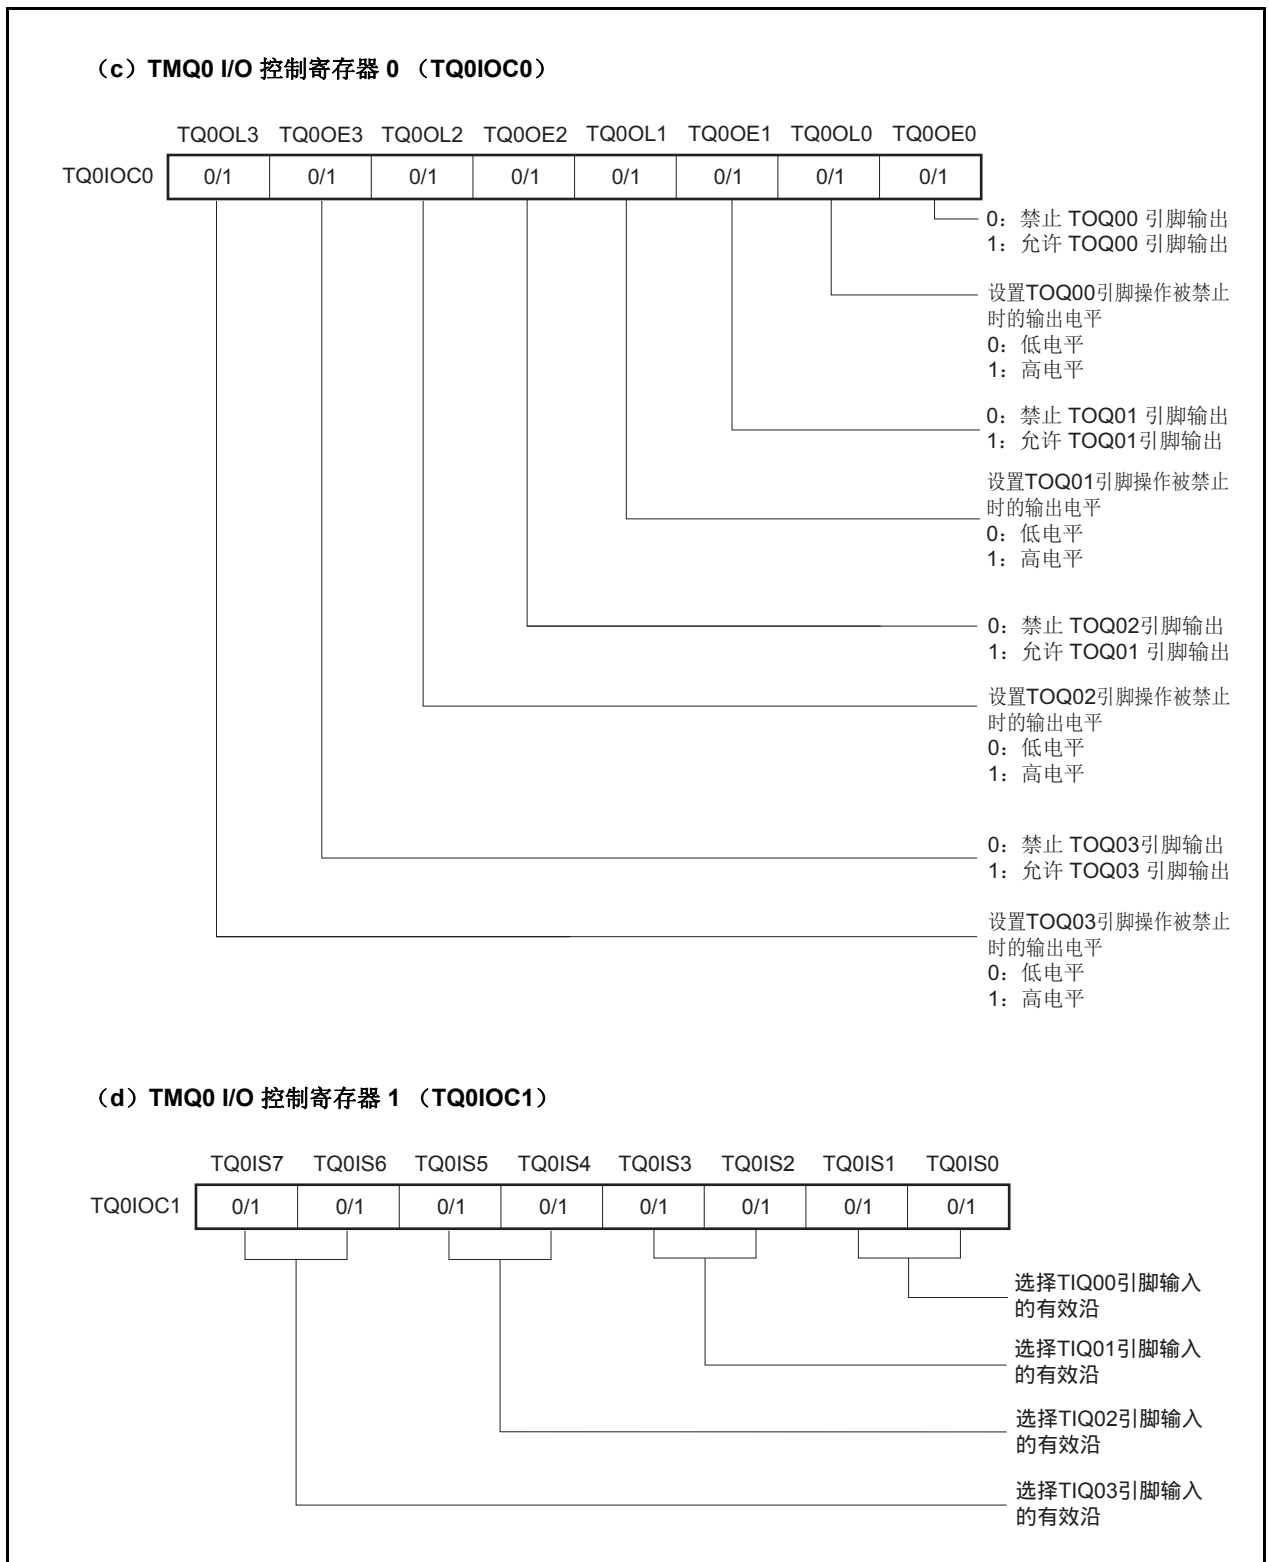 （c）TMQ0 I/O 控制寄存器 0 （TQ0IOC0）
TQ0OL3 TQ0OE3 TQ0OL2 TQ0OE2 TQ0OL1 TQ0OE1 TQ0OL0 TQ0OE0
TQ0IOC0 0/1 0/1 0/1 0/1 0/1 0/1 0/1 0/1
0：禁止 TOQ00 引脚输出
1：允许 TOQ00 引脚输出
设置TOQ00引脚操作被禁止
时的输出电平
0：低电平
1：高电平
0：禁止 TOQ01 引脚输出
1：允许 TOQ01引脚输出
设置TOQ01引脚操作被禁止
时的输出电平
0：低电平
1：高电平
0：禁止 TOQ02引脚输出
1：允许 TOQ01 引脚输出
设置TOQ02引脚操作被禁止
时的输出电平
0：低电平
1：高电平
0：禁止 TOQ03引脚输出
1：允许 TOQ03 引脚输出
设置TOQ03引脚操作被禁止
时的输出电平
0：低电平
1：高电平
（d）TMQ0 I/O 控制寄存器 1 （TQ0IOC1）
TQ0IS7 TQ0IS6 TQ0IS5 TQ0IS4 TQ0IS3 TQ0IS2 TQ0IS1 TQ0IS0
TQ0IOC1 0/1 0/1 0/1 0/1 0/1 0/1 0/1 0/1
选择TIQ00引脚输入
的有效沿
选择TIQ01引脚输入
的有效沿
选择TIQ02引脚输入
的有效沿
选择TIQ03引脚输入
的有效沿